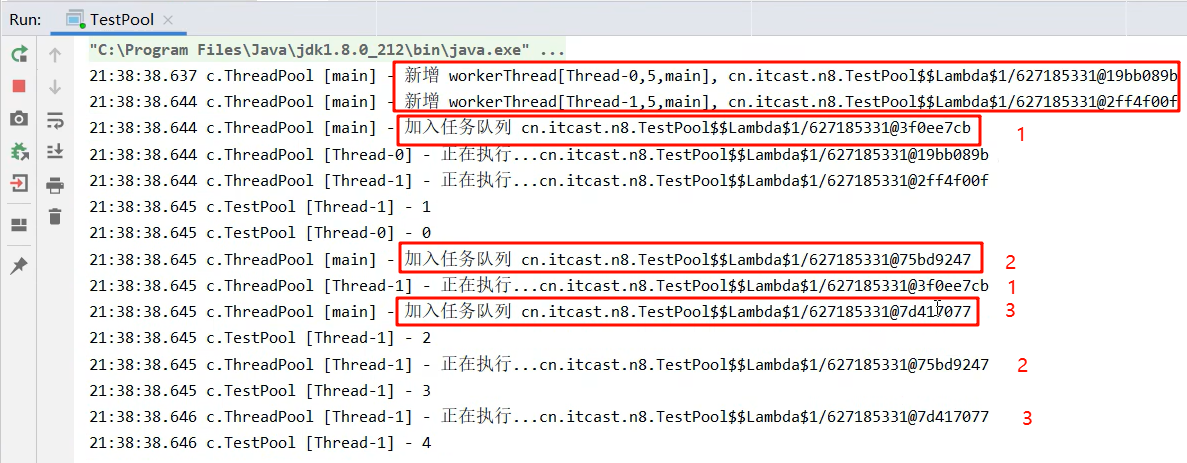 Run: TestPool
"C:\Program Files\Java\jdk1.8.0_212\bin\java.exe" ...
21:38:38.637 c.ThreadPool [main] - 新增 workerThread[Thread-0,5,main], cn.itcast.n8.TestPool$$Lambda$1/627185331@19bb089b
21:38:38.644 c.ThreadPool [main] - 新增 workerThread[Thread-1,5,main], cn.itcast.n8.TestPool$$Lambda$1/627185331@2ff4f00f
21:38:38.644 c.ThreadPool [main] - 加入任务队列 cn.itcast.n8.TestPool$$Lambda$1/627185331@3f0ee7cb 1
21:38:38.644 c.ThreadPool [Thread-0] - 正在执行...cn.itcast.n8.TestPool$$Lambda$1/627185331@19bb089b
21:38:38.644 c.ThreadPool [Thread-1] - 正在执行...cn.itcast.n8.TestPool$$Lambda$1/627185331@2ff4f00f
21:38:38.645 c.TestPool [Thread-1] - 1
21:38:38.645 c.TestPool [Thread-0] - 0
21:38:38.645 c.ThreadPool [main] - 加入任务队列 cn.itcast.n8.TestPool$$Lambda$1/627185331@75bd9247 2
21:38:38.645 c.ThreadPool [Thread-1] - 正在执行...cn.itcast.n8.TestPool$$Lambda$1/627185331@3f0ee7cb 1
21:38:38.645 c.ThreadPool [main] - 加入任务队列 cn.itcast.n8.TestPool$$Lambda$1/627185331@7d417077 3
21:38:38.645 c.TestPool [Thread-1] - 2
21:38:38.645 c.ThreadPool [Thread-1] - 正在执行...cn.itcast.n8.TestPool$$Lambda$1/627185331@75bd9247 2
21:38:38.645 c.TestPool [Thread-1] - 3
21:38:38.646 c.ThreadPool [Thread-1] - 正在执行...cn.itcast.n8.TestPool$$Lambda$1/627185331@7d417077 3
21:38:38.646 c.TestPool [Thread-1] - 4